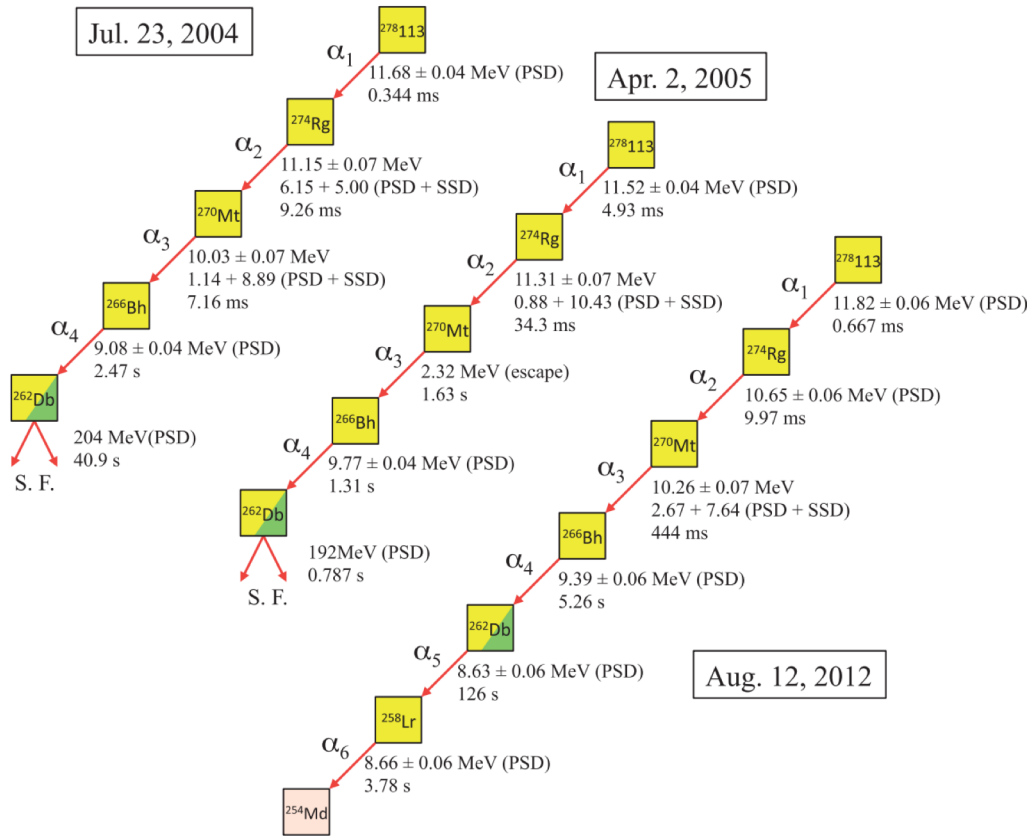 Jul. 23, 2004
²⁷⁸113
α₁
11.68 ± 0.04 MeV (PSD)
0.344 ms
²⁷⁴Rg
α₂
11.15 ± 0.07 MeV
6.15 + 5.00 (PSD + SSD)
9.26 ms
²⁷⁰Mt
α₃
10.03 ± 0.07 MeV
1.14 + 8.89 (PSD + SSD)
7.16 ms
²⁶⁶Bh
α₄
9.08 ± 0.04 MeV (PSD)
2.47 s
²⁶²Db
204 MeV(PSD)
40.9 s
S. F.
Apr. 2, 2005
²⁷⁸113
α₁
11.52 ± 0.04 MeV (PSD)
4.93 ms
²⁷⁴Rg
α₂
11.31 ± 0.07 MeV
0.88 + 10.43 (PSD + SSD)
34.3 ms
²⁷⁰Mt
α₃
2.32 MeV (escape)
1.63 s
²⁶⁶Bh
α₄
9.77 ± 0.04 MeV (PSD)
1.31 s
²⁶²Db
192MeV (PSD)
0.787 s
S. F.
²⁷⁸113
α₁
11.82 ± 0.06 MeV (PSD)
0.667 ms
²⁷⁴Rg
α₂
10.65 ± 0.06 MeV (PSD)
9.97 ms
²⁷⁰Mt
α₃
10.26 ± 0.07 MeV
2.67 + 7.64 (PSD + SSD)
444 ms
²⁶⁶Bh
α₄
9.39 ± 0.06 MeV (PSD)
5.26 s
²⁶²Db
α₅
8.63 ± 0.06 MeV (PSD)
126 s
²⁵⁸Lr
α₆
8.66 ± 0.06 MeV (PSD)
3.78 s
²⁵⁴Md
Aug. 12, 2012